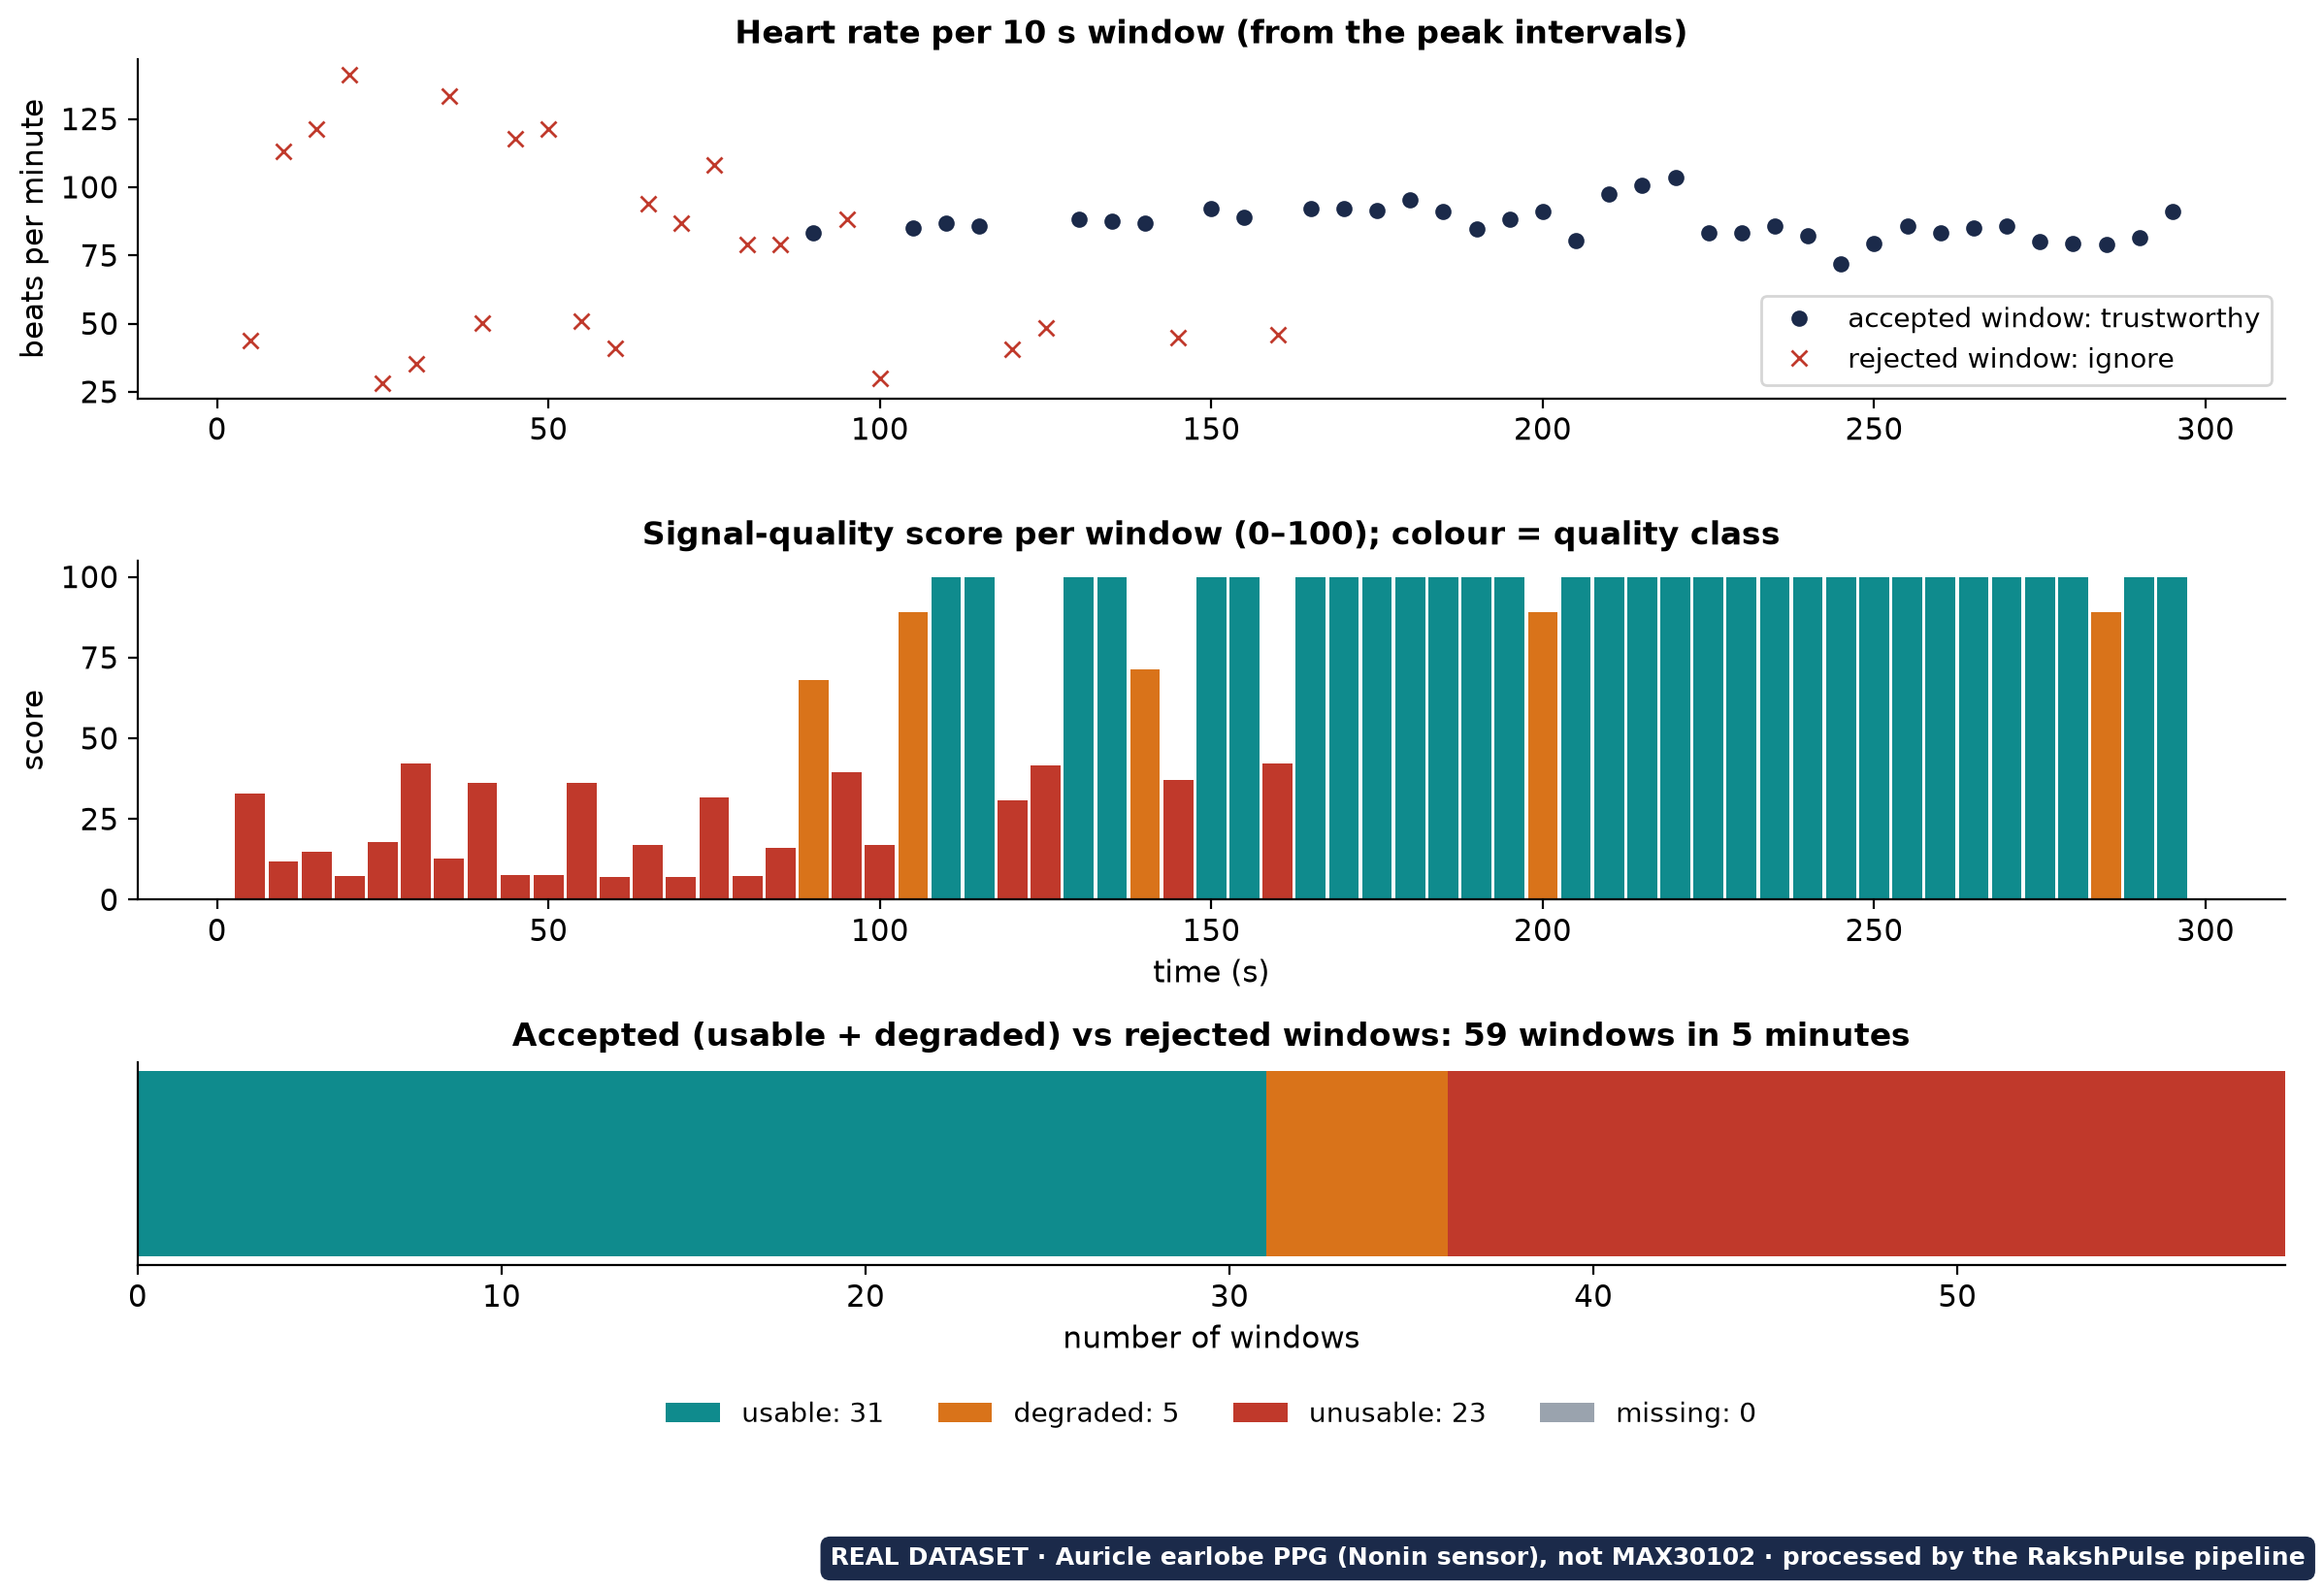 Heart rate per 10 s window (from the peak intervals)
beats per minute
125
100
75
50
25
accepted window: trustworthy
rejected window: ignore
0 50 100 150 200 250 300
Signal-quality score per window (0–100); colour = quality class
score
100
75
50
25
0
0 50 100 150 200 250 300
time (s)
Accepted (usable + degraded) vs rejected windows: 59 windows in 5 minutes
0 10 20 30 40 50
number of windows
usable: 31 degraded: 5 unusable: 23 missing: 0
REAL DATASET · Auricle earlobe PPG (Nonin sensor), not MAX30102 · processed by the RakshPulse pipeline